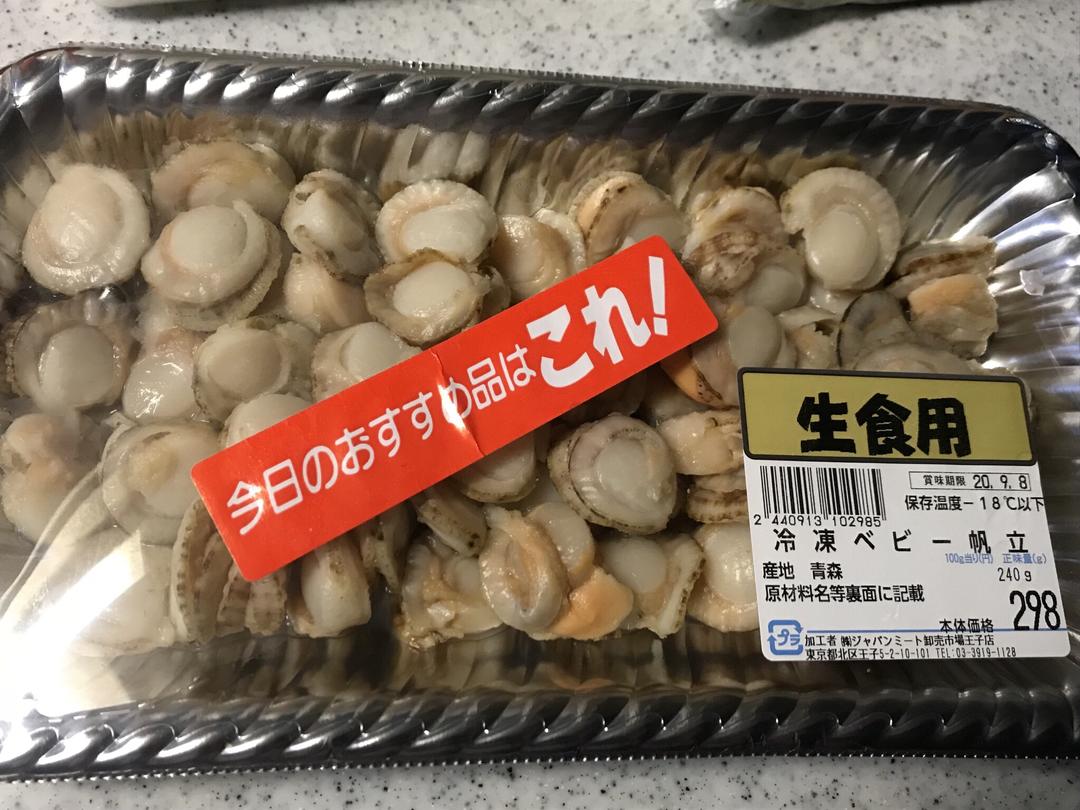 今日のおすすめ品はこれ!
生食用
賞味期限 20. 9. 8
保存温度-18℃以下
2 440913 102985
冷凍ベビー帆立
100g当り(円) 正味量(g)
産地 青森
240g
原材料名等裏面に記載
本体価格 298
プラ
加工者 ㈱ジャパンミート卸売市場王子店
東京都北区王子5-2-10-101 TEL:03-3919-1128